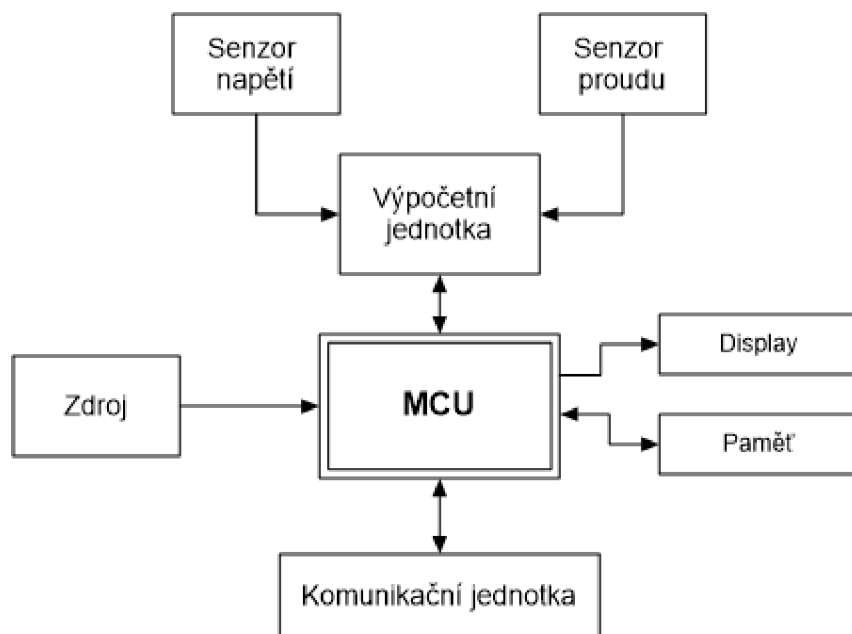 Senzor
napětí
Senzor
proudu
Výpočetní
jednotka
Display
Zdroj
MCU
Paměť
Komunikační jednotka